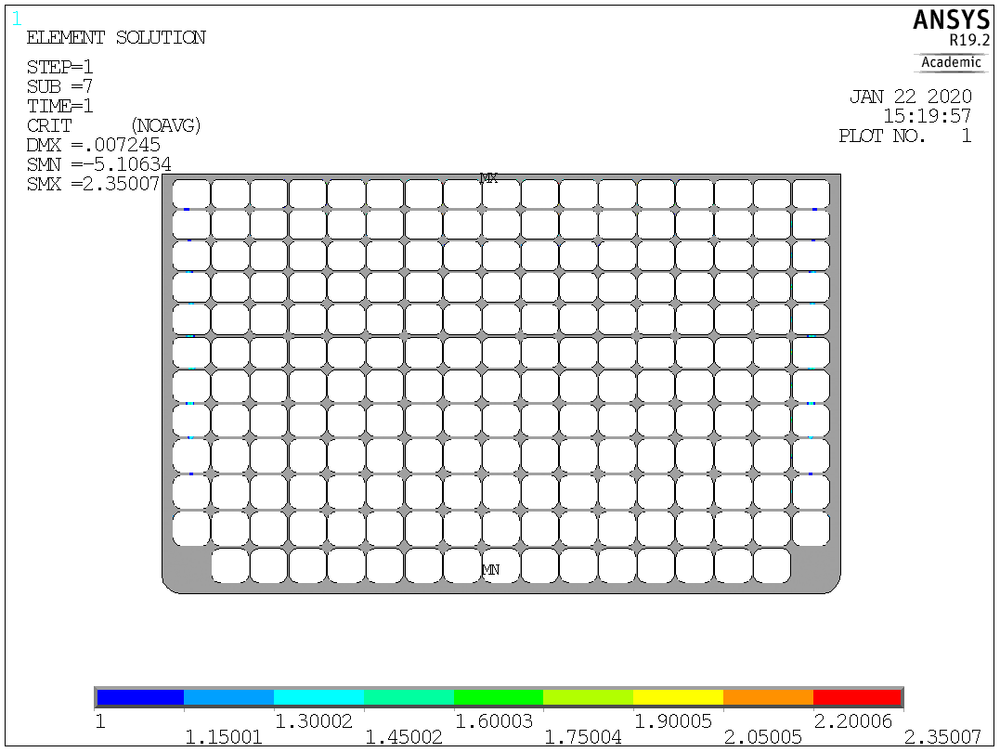 1
ANSYS
R19.2
Academic
ELEMENT SOLUTION
STEP=1
SUB =7
TIME=1
CRIT (NOAVG)
DMX =.007245
SMN =-5.10634
SMX =2.35007
JAN 22 2020
15:19:57
PLOT NO. 1
MX
MN
1
1.15001
1.30002
1.45002
1.60003
1.75004
1.90005
2.05005
2.20006
2.35007